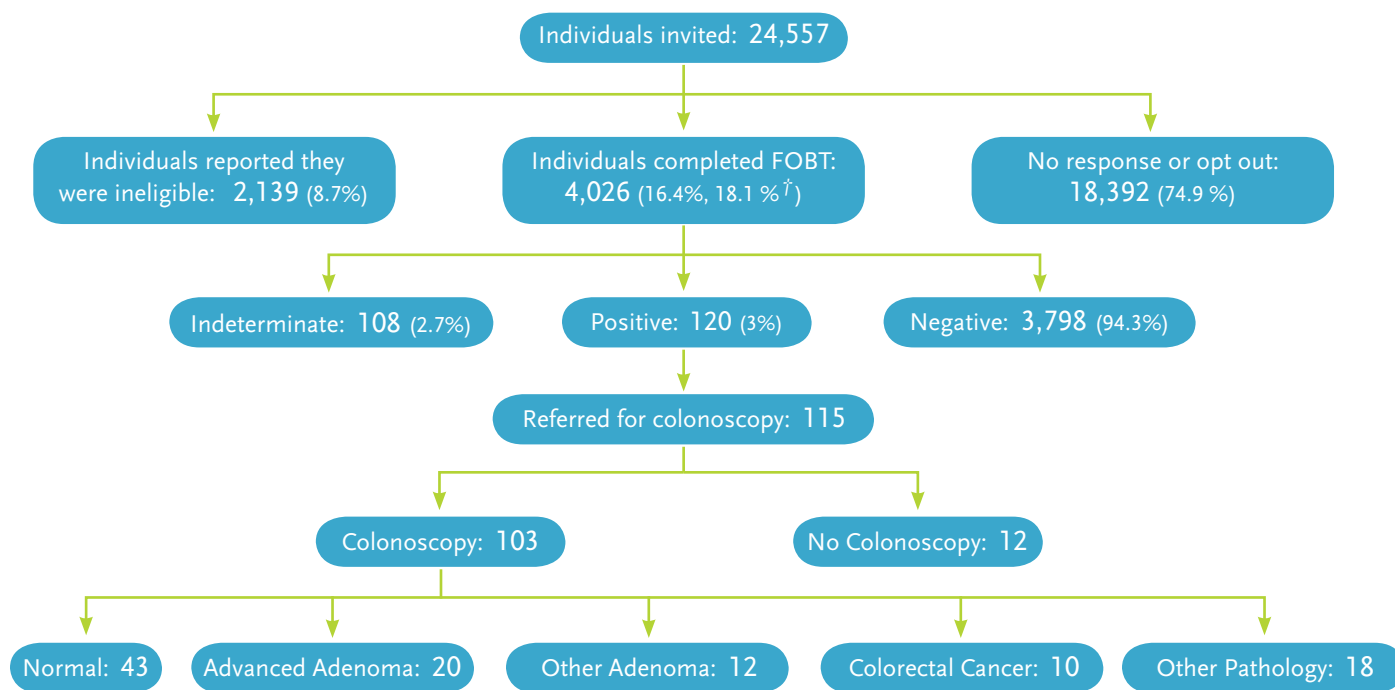 Individuals invited: 24,557
Individuals reported they
were ineligible: 2,139 (8.7%)
Individuals completed FOBT:
4,026 (16.4%, 18.1 %†)
No response or opt out:
18,392 (74.9 %)
Indeterminate: 108 (2.7%)
Positive: 120 (3%)
Negative: 3,798 (94.3%)
Referred for colonoscopy: 115
Colonoscopy: 103
No Colonoscopy: 12
Normal: 43
Advanced Adenoma: 20
Other Adenoma: 12
Colorectal Cancer: 10
Other Pathology: 18